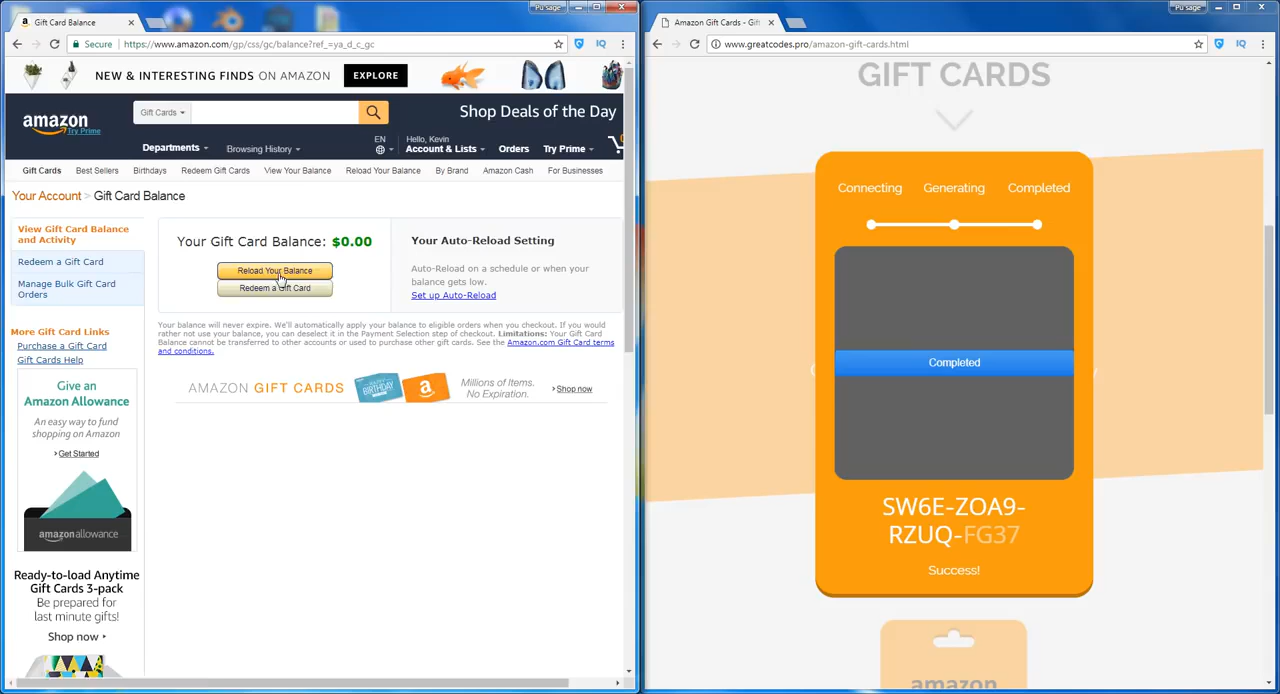 Gift Card Balance
Pu'sage
Secure
https://www.amazon.com/gp/css/gc/balance?ref_=ya_d_c_gc
NEW & INTERESTING FINDS ON AMAZON
EXPLORE
amazon
Try Prime
Gift Cards
Shop Deals of the Day
Departments
Browsing History
EN
Hello, Kevin
Account & Lists
Orders
Try Prime
Gift Cards
Best Sellers
Birthdays
Redeem Gift Cards
View Your Balance
Reload Your Balance
By Brand
Amazon Cash
For Businesses
Your Account > Gift Card Balance
View Gift Card Balance
and Activity
Redeem a Gift Card
Manage Bulk Gift Card
Orders
More Gift Card Links
Purchase a Gift Card
Gift Cards Help
Give an
Amazon Allowance
An easy way to fund
shopping on Amazon
Get Started
amazonallowance
Ready-to-load Anytime
Gift Cards 3-pack
Be prepared for
last minute gifts!
Shop now
Your Gift Card Balance: $0.00
Reload Your Balance
Redeem a Gift Card
Your Auto-Reload Setting
Auto-Reload on a schedule or when your
balance gets low.
Set up Auto-Reload
Your balance will never expire. We'll automatically apply your balance to eligible orders when you checkout. If you would
rather not use your balance, you can deselect it in the Payment Selection step of checkout. Limitations: Your Gift Card
Balance cannot be transferred to other accounts or used to purchase other gift cards. See the Amazon.com Gift Card terms
and conditions.
AMAZON GIFT CARDS
HAPPY BIRTHDAY
a
Millions of Items.
No Expiration.
Shop now
Amazon Gift Cards - Gif
Pu'sage
www.greatcodes.pro/amazon-gift-cards.html
GIFT CARDS
Connecting
Generating
Completed
Completed
SW6E-ZOA9-
RZUQ-FG37
Success!
amazon